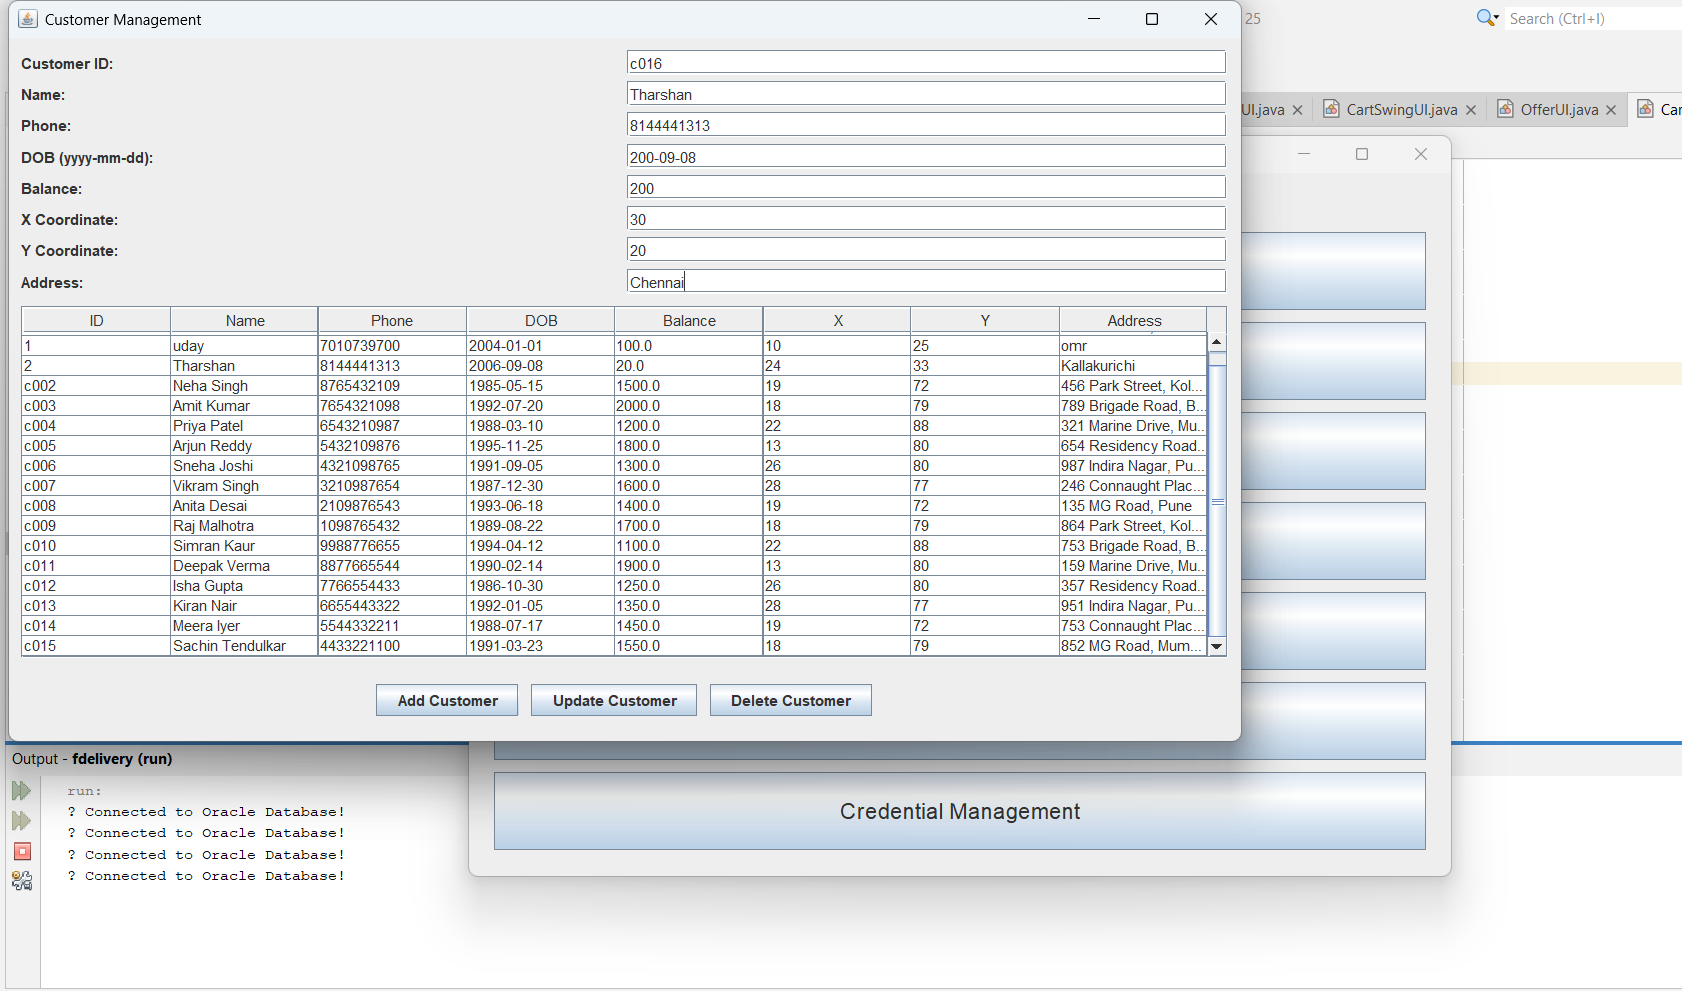 Customer Management
25
Search (Ctrl+I)
Customer ID: c016
Name: Tharshan
Phone: 8144441313
DOB (yyyy-mm-dd): 200-09-08
Balance: 200
X Coordinate: 30
Y Coordinate: 20
Address: Chennai
UI.java CartSwingUI.java OfferUI.java Car
ID Name Phone DOB Balance X Y Address
1 uday 7010739700 2004-01-01 100.0 10 25 omr
2 Tharshan 8144441313 2006-09-08 20.0 24 33 Kallakurichi
c002 Neha Singh 8765432109 1985-05-15 1500.0 19 72 456 Park Street, Kol...
c003 Amit Kumar 7654321098 1992-07-20 2000.0 18 79 789 Brigade Road, B...
c004 Priya Patel 6543210987 1988-03-10 1200.0 22 88 321 Marine Drive, Mu...
c005 Arjun Reddy 5432109876 1995-11-25 1800.0 13 80 654 Residency Road...
c006 Sneha Joshi 4321098765 1991-09-05 1300.0 26 80 987 Indira Nagar, Pu...
c007 Vikram Singh 3210987654 1987-12-30 1600.0 28 77 246 Connaught Plac...
c008 Anita Desai 2109876543 1993-06-18 1400.0 19 72 135 MG Road, Pune
c009 Raj Malhotra 1098765432 1989-08-22 1700.0 18 79 864 Park Street, Kol...
c010 Simran Kaur 9988776655 1994-04-12 1100.0 22 88 753 Brigade Road, B...
c011 Deepak Verma 8877665544 1990-02-14 1900.0 13 80 159 Marine Drive, Mu...
c012 Isha Gupta 7766554433 1986-10-30 1250.0 26 80 357 Residency Road...
c013 Kiran Nair 6655443322 1992-01-05 1350.0 28 77 951 Indira Nagar, Pu...
c014 Meera Iyer 5544332211 1988-07-17 1450.0 19 72 753 Connaught Plac...
c015 Sachin Tendulkar 4433221100 1991-03-23 1550.0 18 79 852 MG Road, Mum...
Add Customer Update Customer Delete Customer
Output - fdelivery (run)
run:
? Connected to Oracle Database!
? Connected to Oracle Database!
? Connected to Oracle Database!
? Connected to Oracle Database!
Credential Management